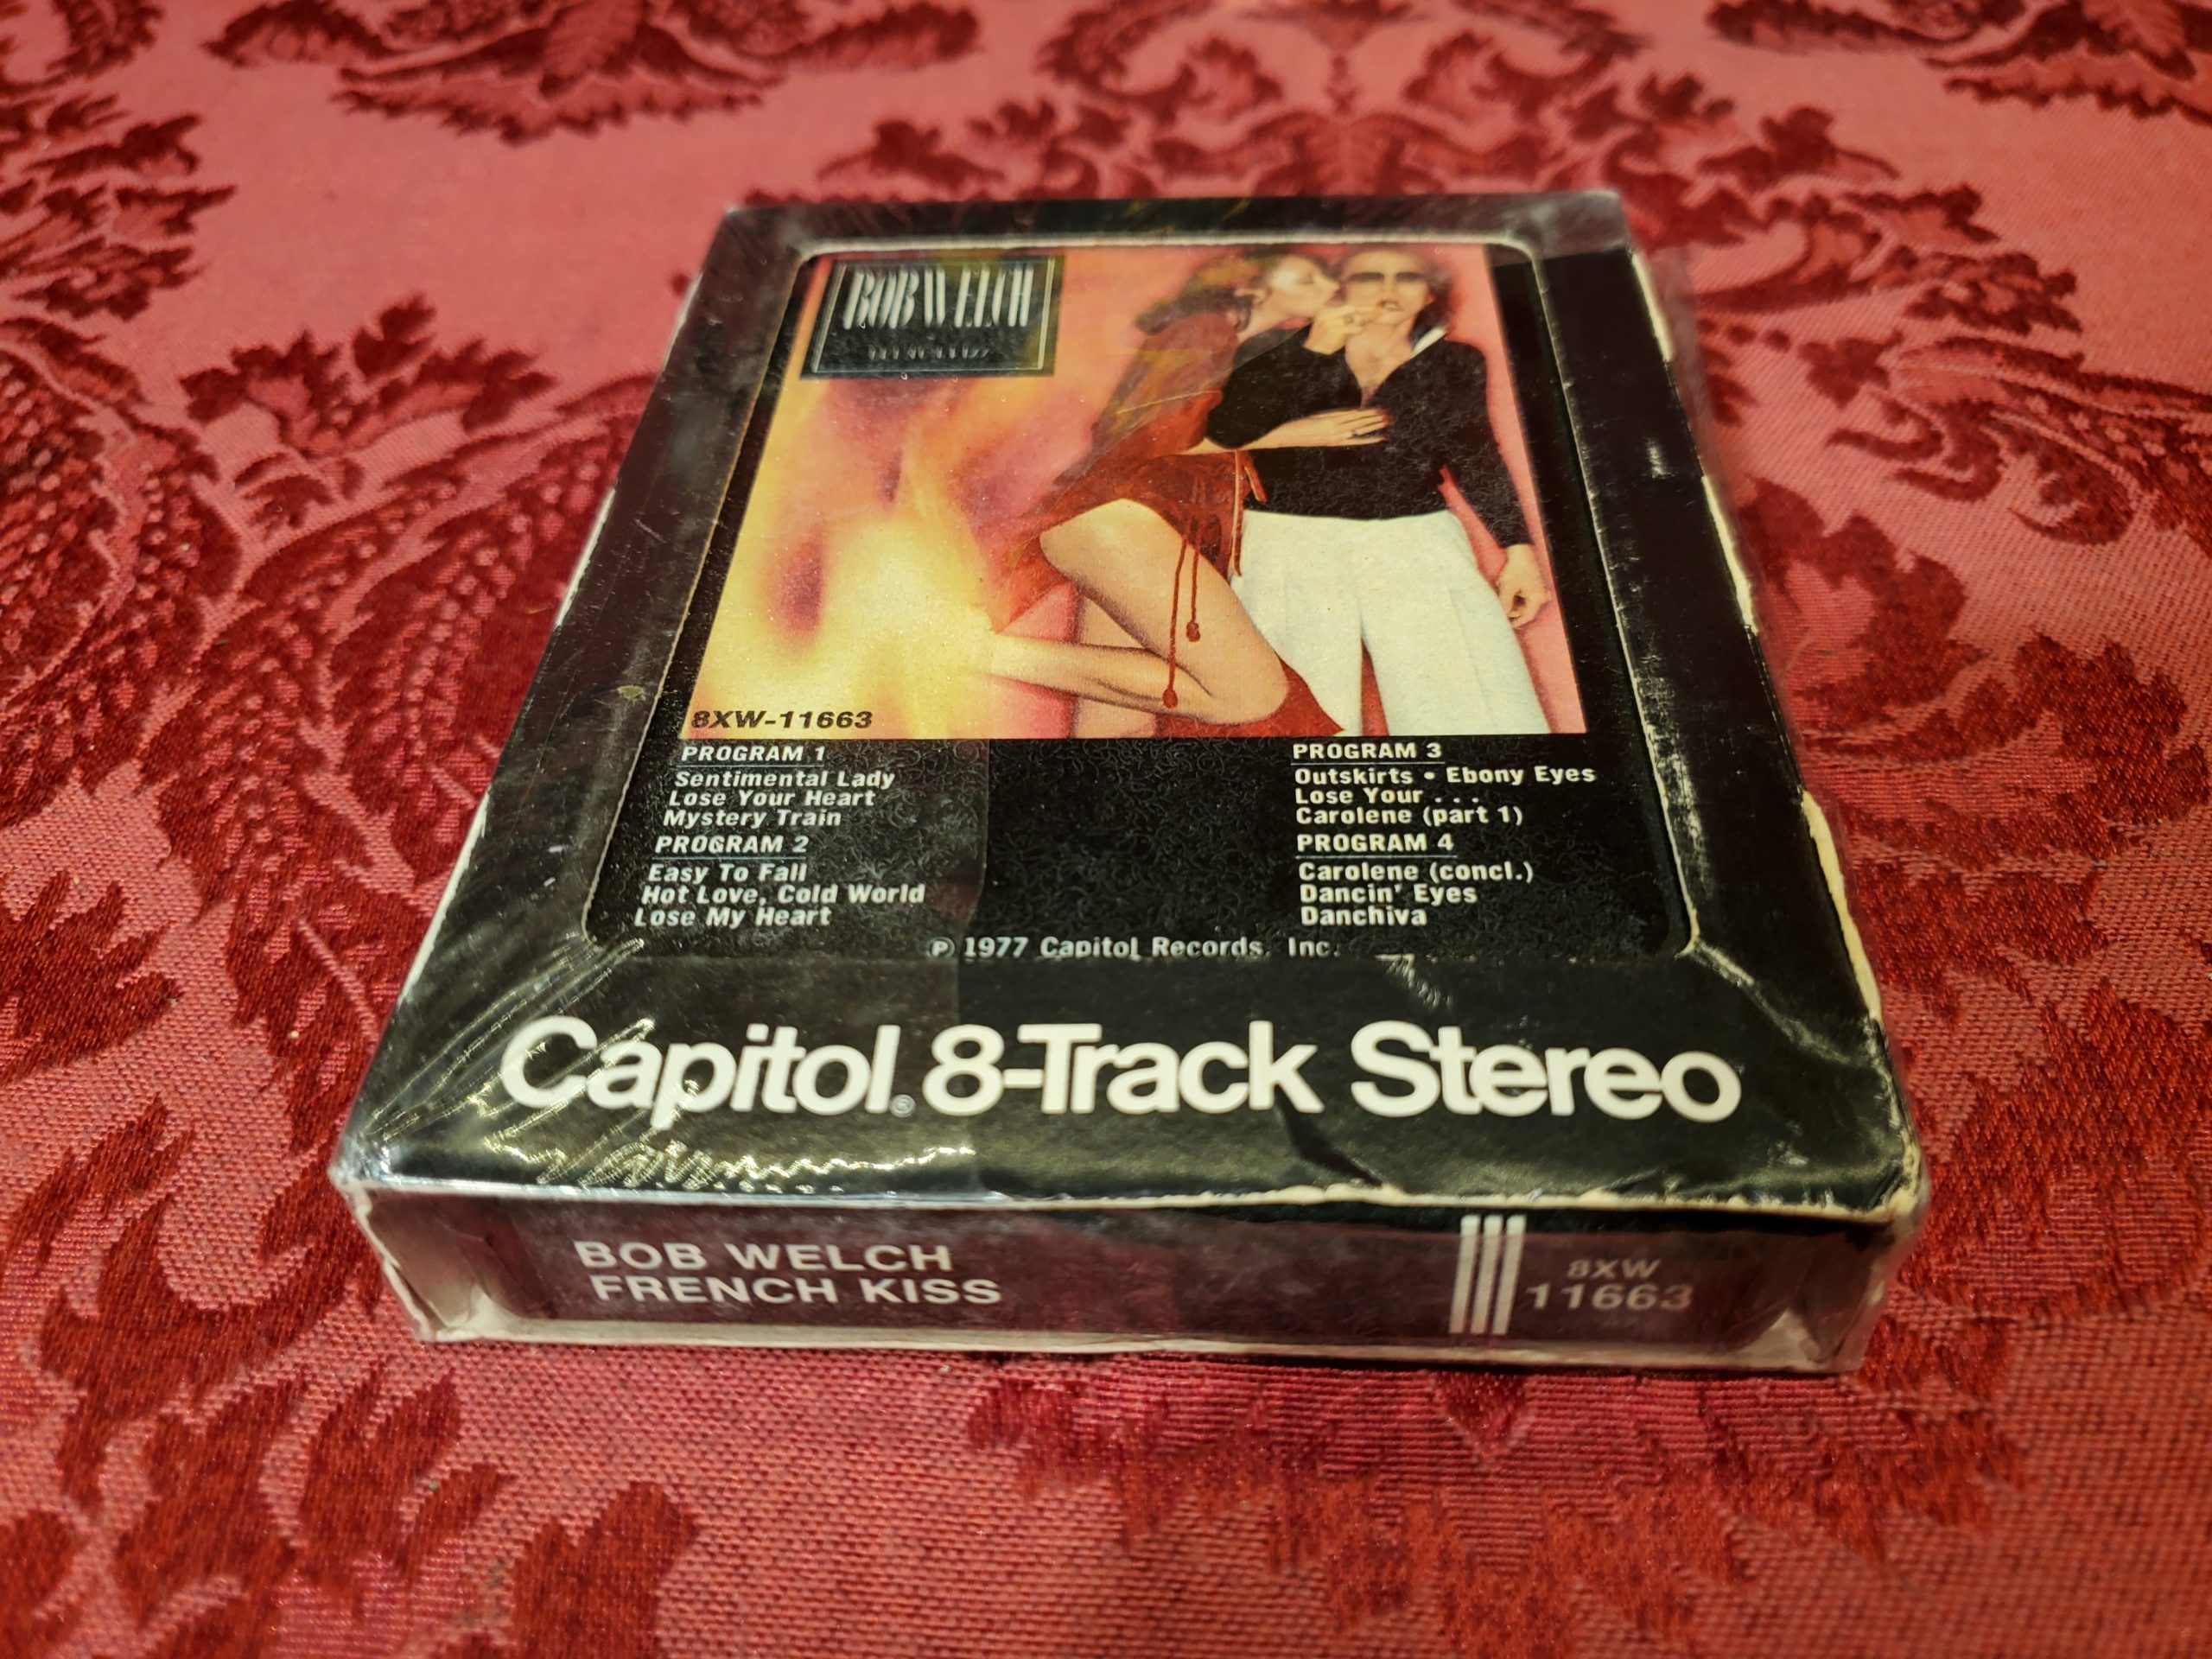 BOB WELCH
8XW-11663
PROGRAM 1
Sentimental Lady
Lose Your Heart
Mystery Train
PROGRAM 2
Easy To Fall
Hot Love, Cold World
Lose My Heart
PROGRAM 3
Outskirts • Ebony Eyes
Lose Your . . .
Carolene (part 1)
PROGRAM 4
Carolene (concl.)
Dancin' Eyes
Danchiva
℗ 1977 Capitol Records, Inc.
Capitol® 8-Track Stereo
BOB WELCH
FRENCH KISS
8XW
11663